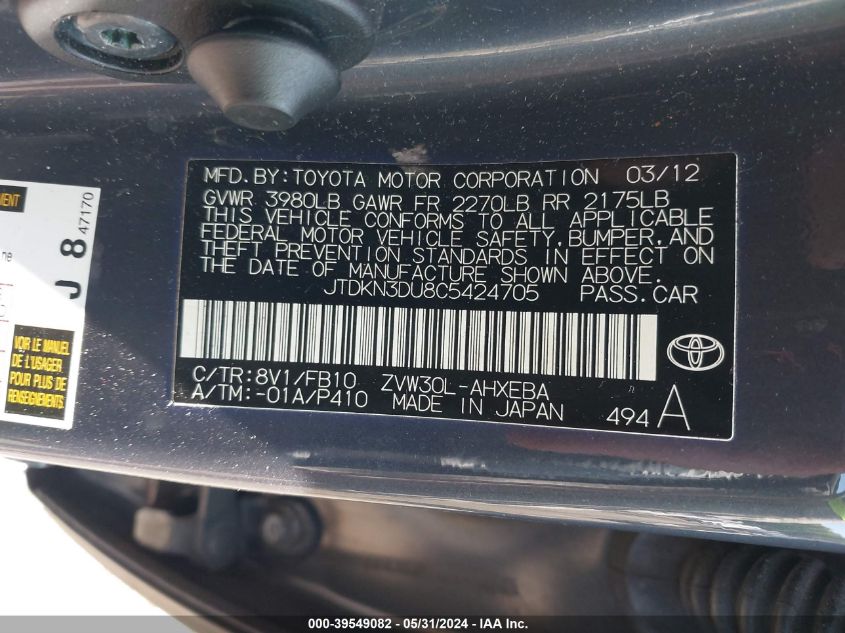 MENT
ne
J 8 47170
VOIR LE MANUEL
DE
L'USAGER
POUR PLUS DE
RENSEIGNEMENTS
MFD. BY: TOYOTA MOTOR CORPORATION 03/12
GVWR 3980LB GAWR FR 2270LB RR 2175LB
THIS VEHICLE CONFORMS TO ALL APPLICABLE
FEDERAL MOTOR VEHICLE SAFETY, BUMPER, AND
THEFT PREVENTION STANDARDS IN EFFECT ON
THE DATE OF MANUFACTURE SHOWN ABOVE.
JTDKN3DU8C5424705 PASS. CAR
C/TR: 8V1/FB10 ZVW30L-AHXEBA
A/TM: -01A/P410 MADE IN JAPAN 494 A
000-39549082 - 05/31/2024 - IAA Inc.